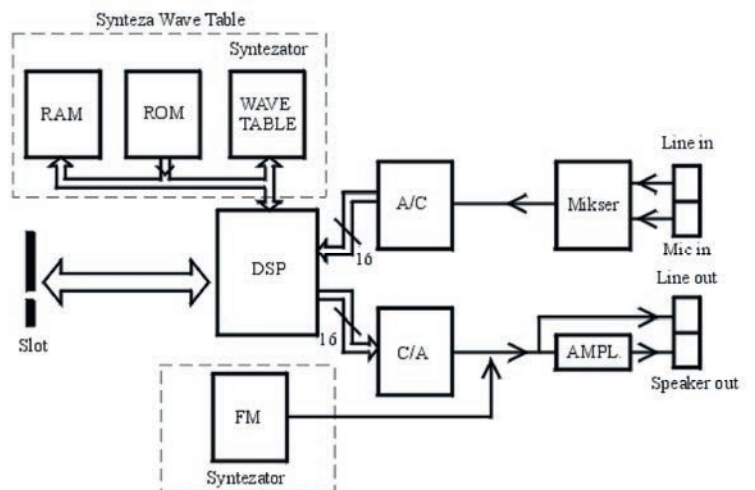 Synteza Wave Table
Syntezator
RAM
ROM
WAVE
TABLE
Line in
A/C
Mikser
Mic in
16
DSP
Line out
Slot
16
C/A
AMPL.
Speaker out
FM
Syntezator